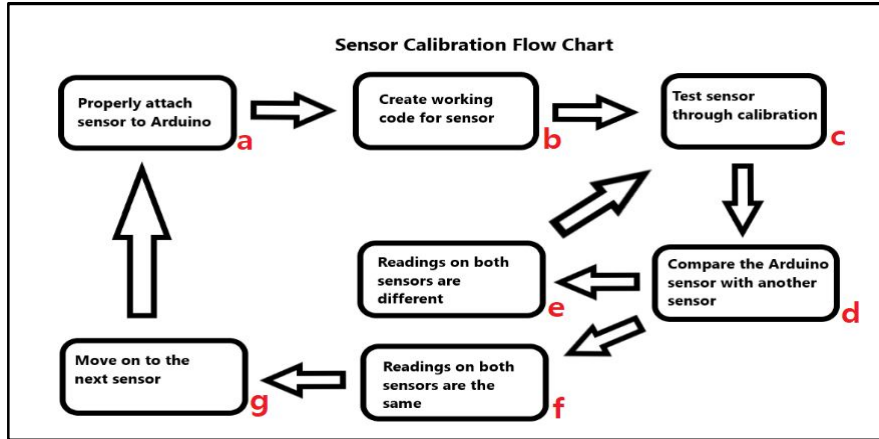 Sensor Calibration Flow Chart
Properly attach
sensor to Arduino
a
Create working
code for sensor
b
Test sensor
through calibration
c
Compare the Arduino
sensor with another
sensor
d
Readings on both
sensors are
different
e
Readings on both
sensors are the
same
f
Move on to the
next sensor
g